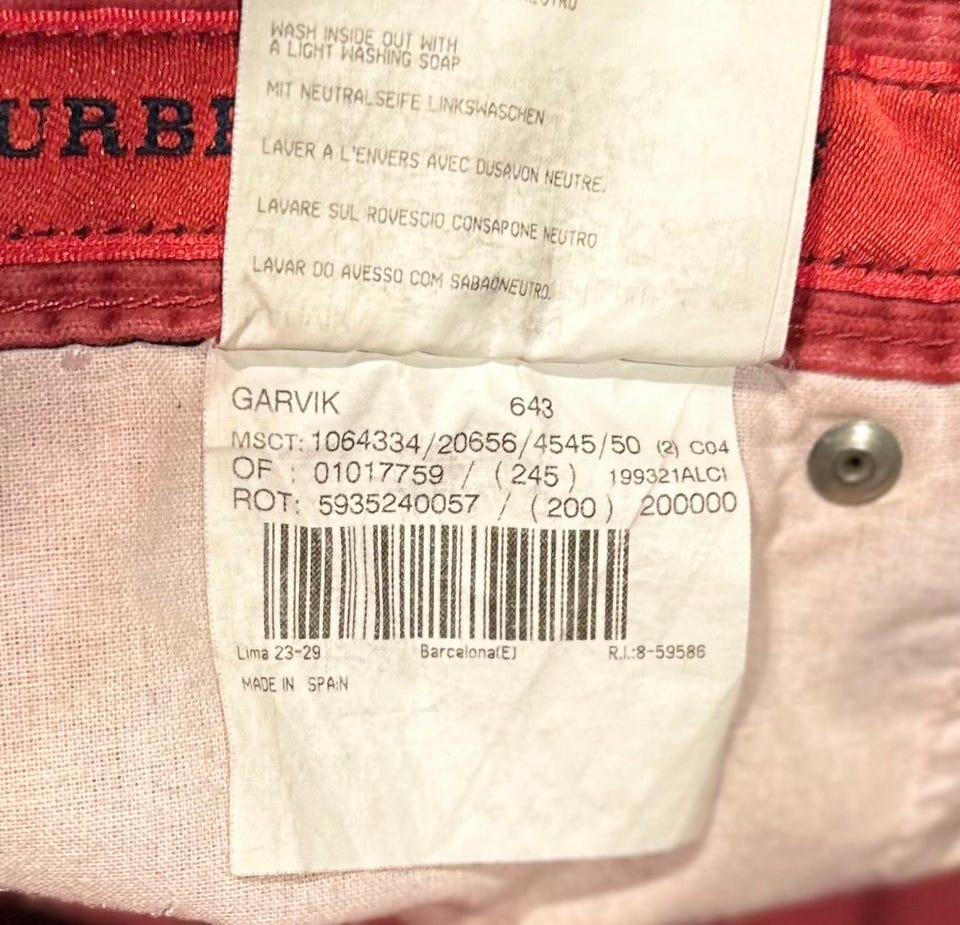 WASH INSIDE OUT WITH
A LIGHT WASHING SOAP
MIT NEUTRALSEIFE LINKSWASCHEN
URB
LAVER A L'ENVERS AVEC DUSAVON NEUTRE.
LAVARE SUL ROVESCIO CONSAPONE NEUTRO
LAVAR DO AVESSO COM SABAONEUTRO.
GARVIK 643
MSCT: 1064334/20656/4545/50 (2) C04
OF : 01017759 / (245) 199321ALCI
ROT: 5935240057 / (200) 200000
Lima 23-29 Barcelona(E) R.I.:8-59586
MADE IN SPAIN